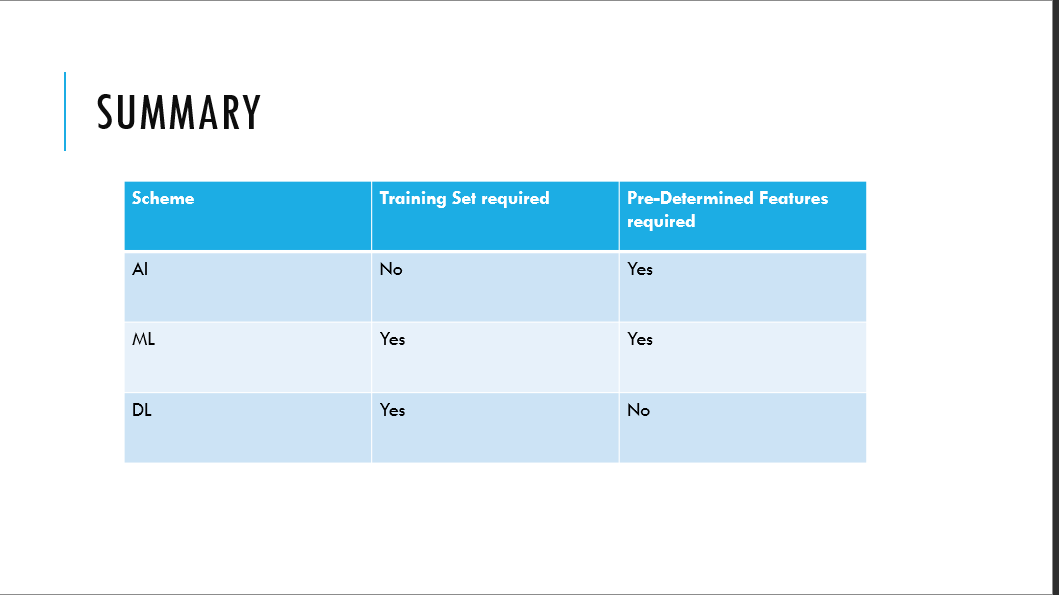 SUMMARY
Scheme
Training Set required
Pre-Determined Features
required
AI
No
Yes
ML
Yes
Yes
DL
Yes
No